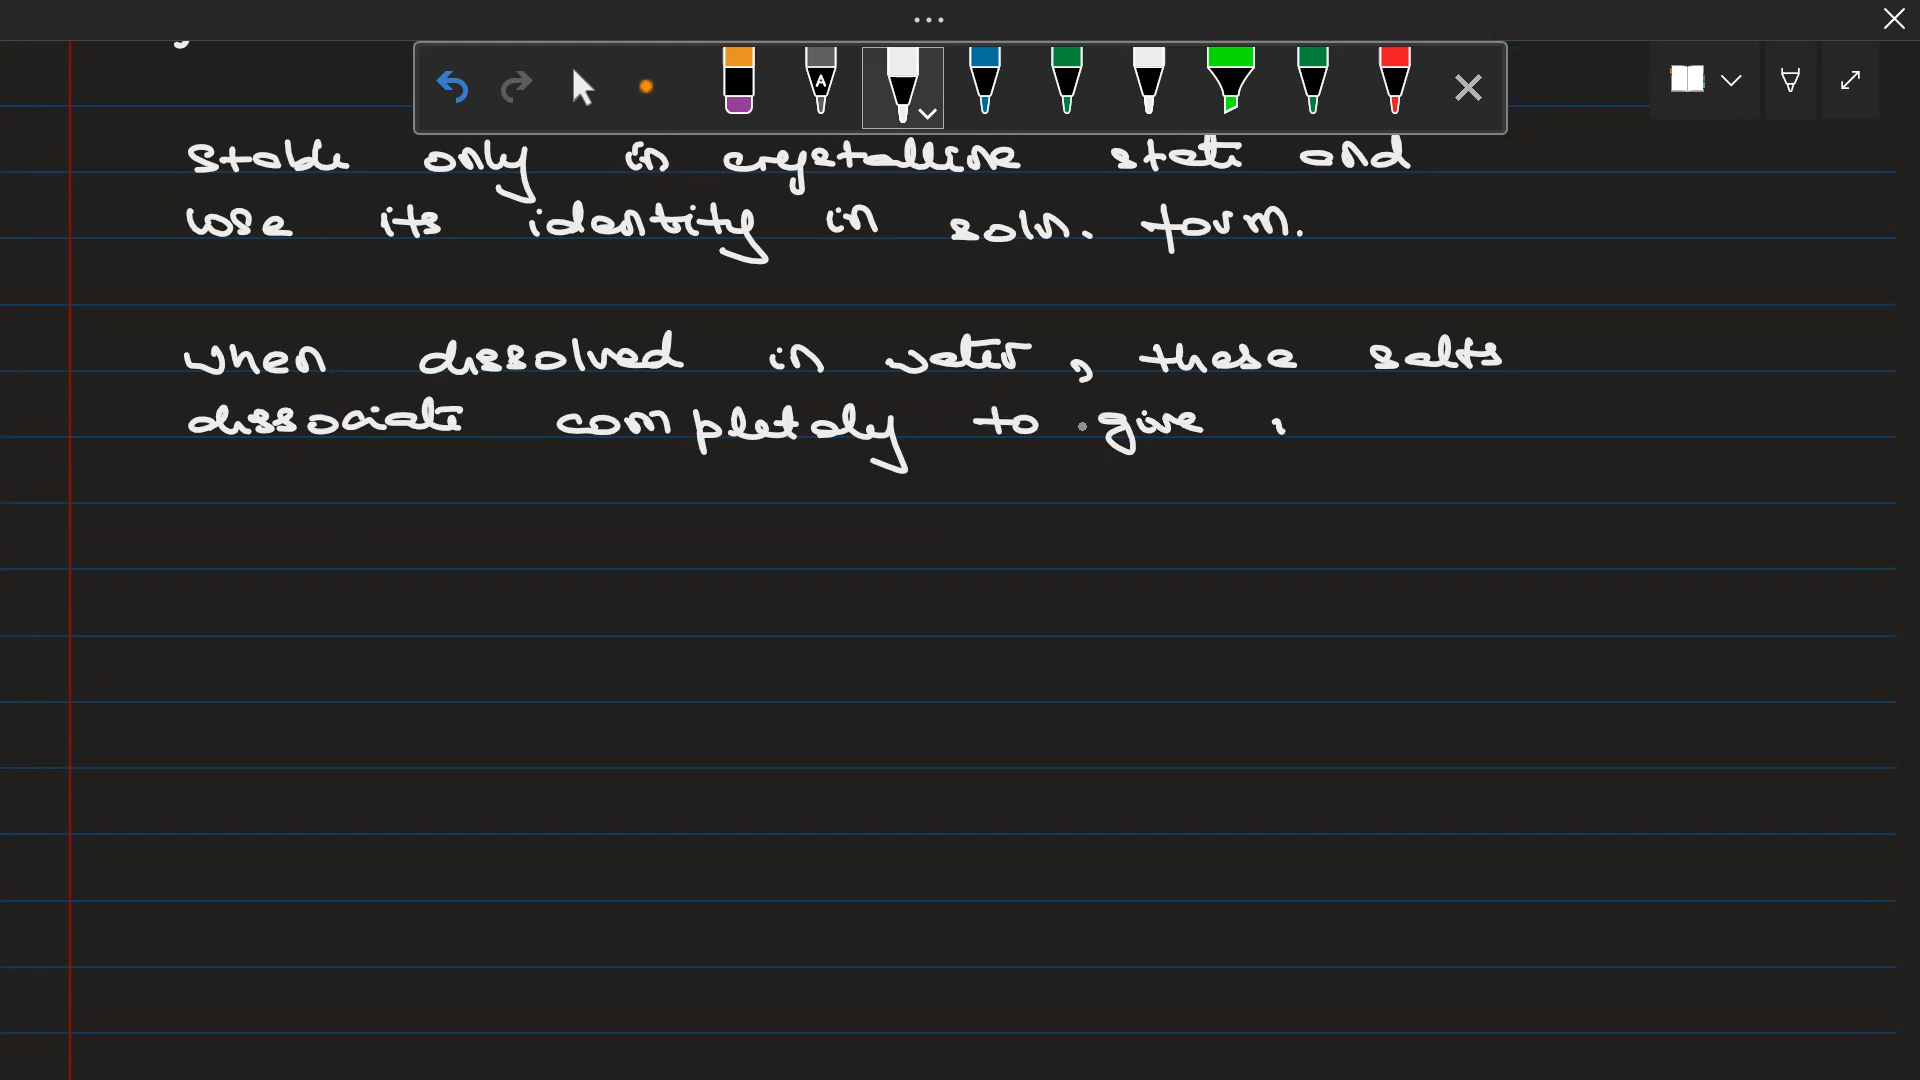 stable only in crystalline state and
lose its identity in soln. form.
when dissolved in water, these salts
dissociate completely to give